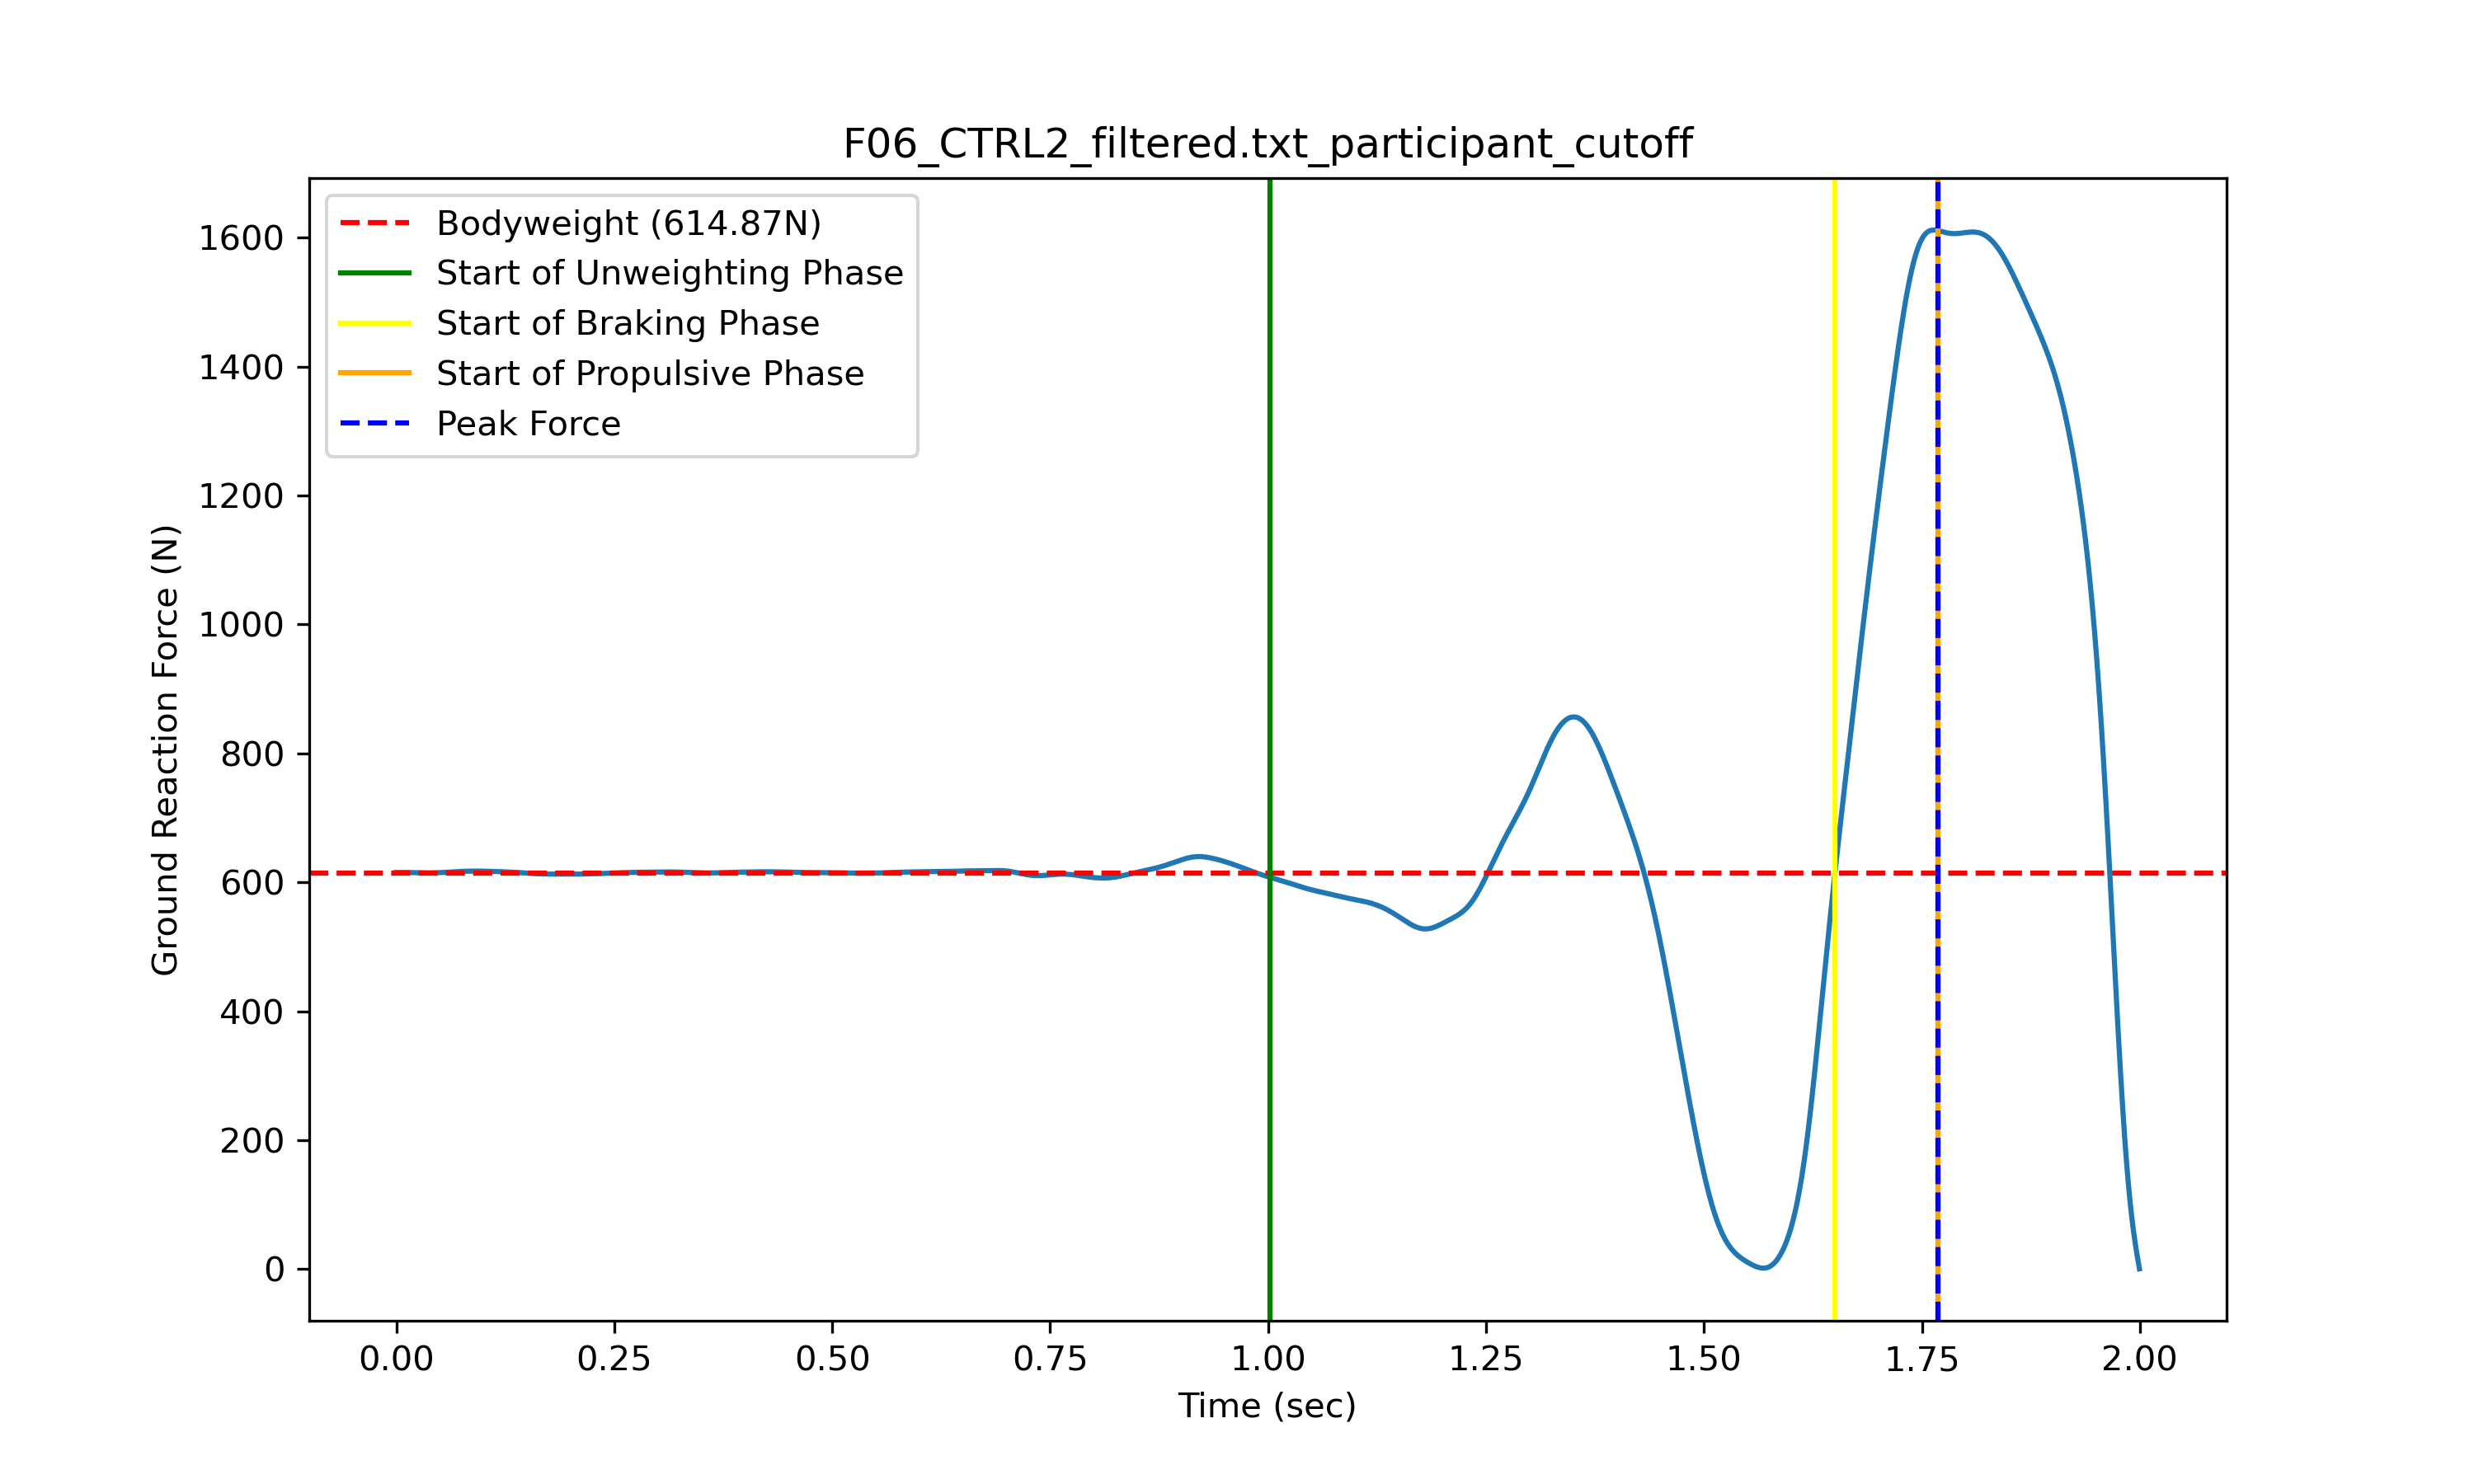 F06_CTRL2_filtered.txt_participant_cutoff
Bodyweight (614.87N)
Start of Unweighting Phase
Start of Braking Phase
Start of Propulsive Phase
Peak Force
Ground Reaction Force (N)
1600
1400
1200
1000
800
600
400
200
0
0.00 0.25 0.50 0.75 1.00 1.25 1.50 1.75 2.00
Time (sec)